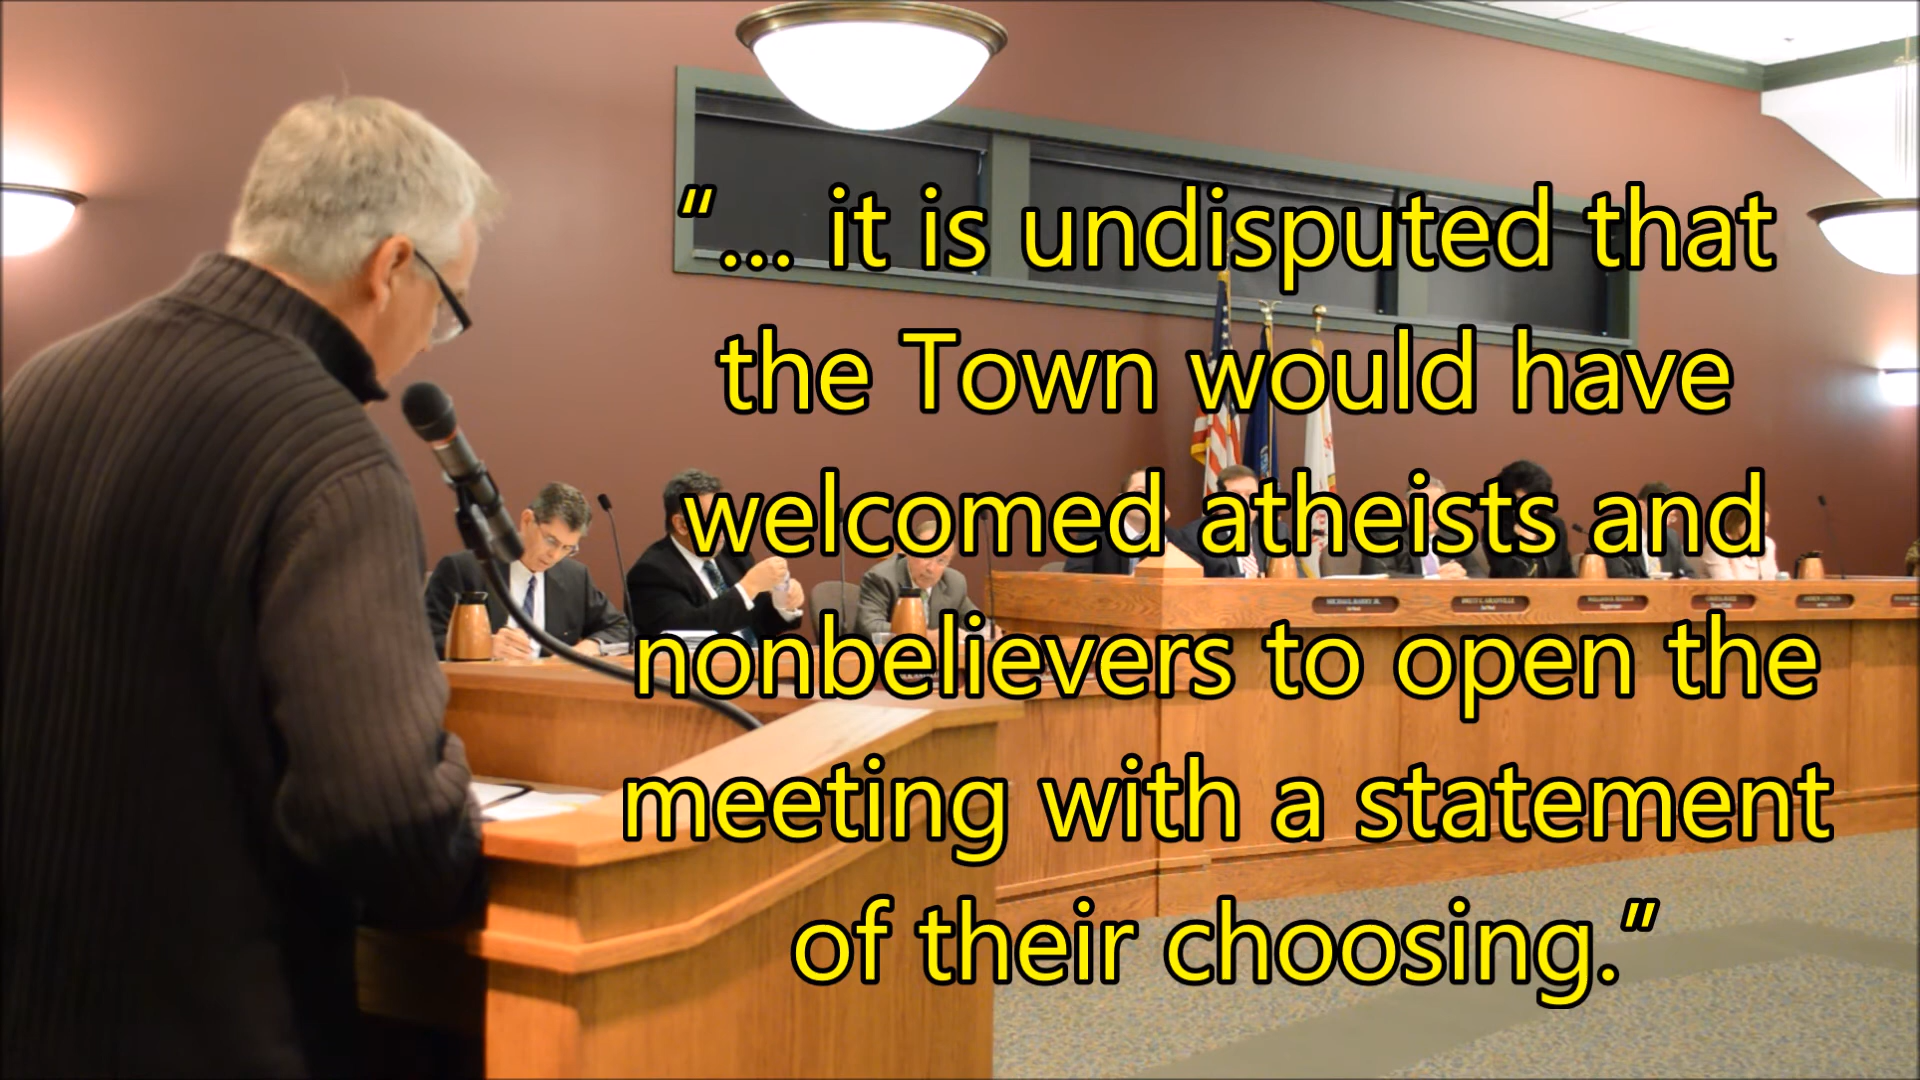 “... it is undisputed that
the Town would have
welcomed atheists and
nonbelievers to open the
meeting with a statement
of their choosing.”